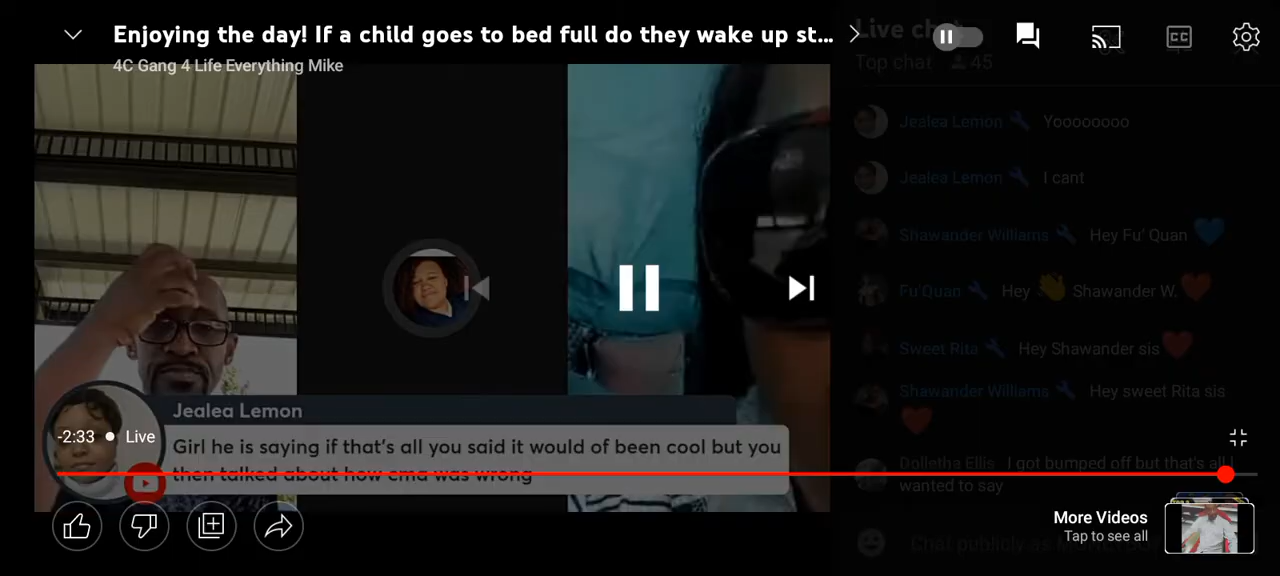 Enjoying the day! If a child goes to bed full do they wake up st...
4C Gang 4 Life Everything Mike
Live ch
Top chat 45
Jealea Lemon Yoooooooo
Jealea Lemon I cant
Shawander Williams Hey Fu' Quan
Fu'Quan Hey Shawander W.
Sweet Rita Hey Shawander sis
Shawander Williams Hey sweet Rita sis
Dolletha Ellis I got bumped off but that's all I
wanted to say
Jealea Lemon
Girl he is saying if that's all you said it would of been cool but you
then talked about how cma was wrong
-2:33 Live
More Videos
Tap to see all
Chat publicly as
CC